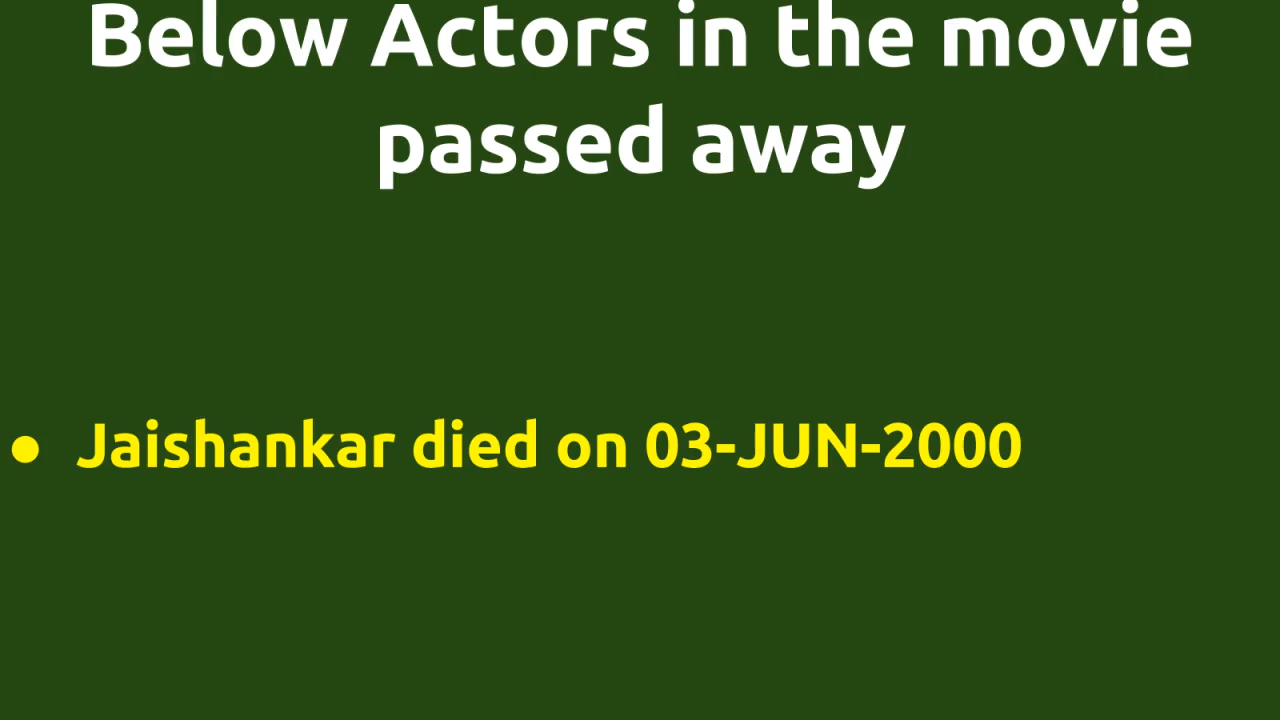 Below Actors in the movie
passed away
● Jaishankar died on 03-JUN-2000